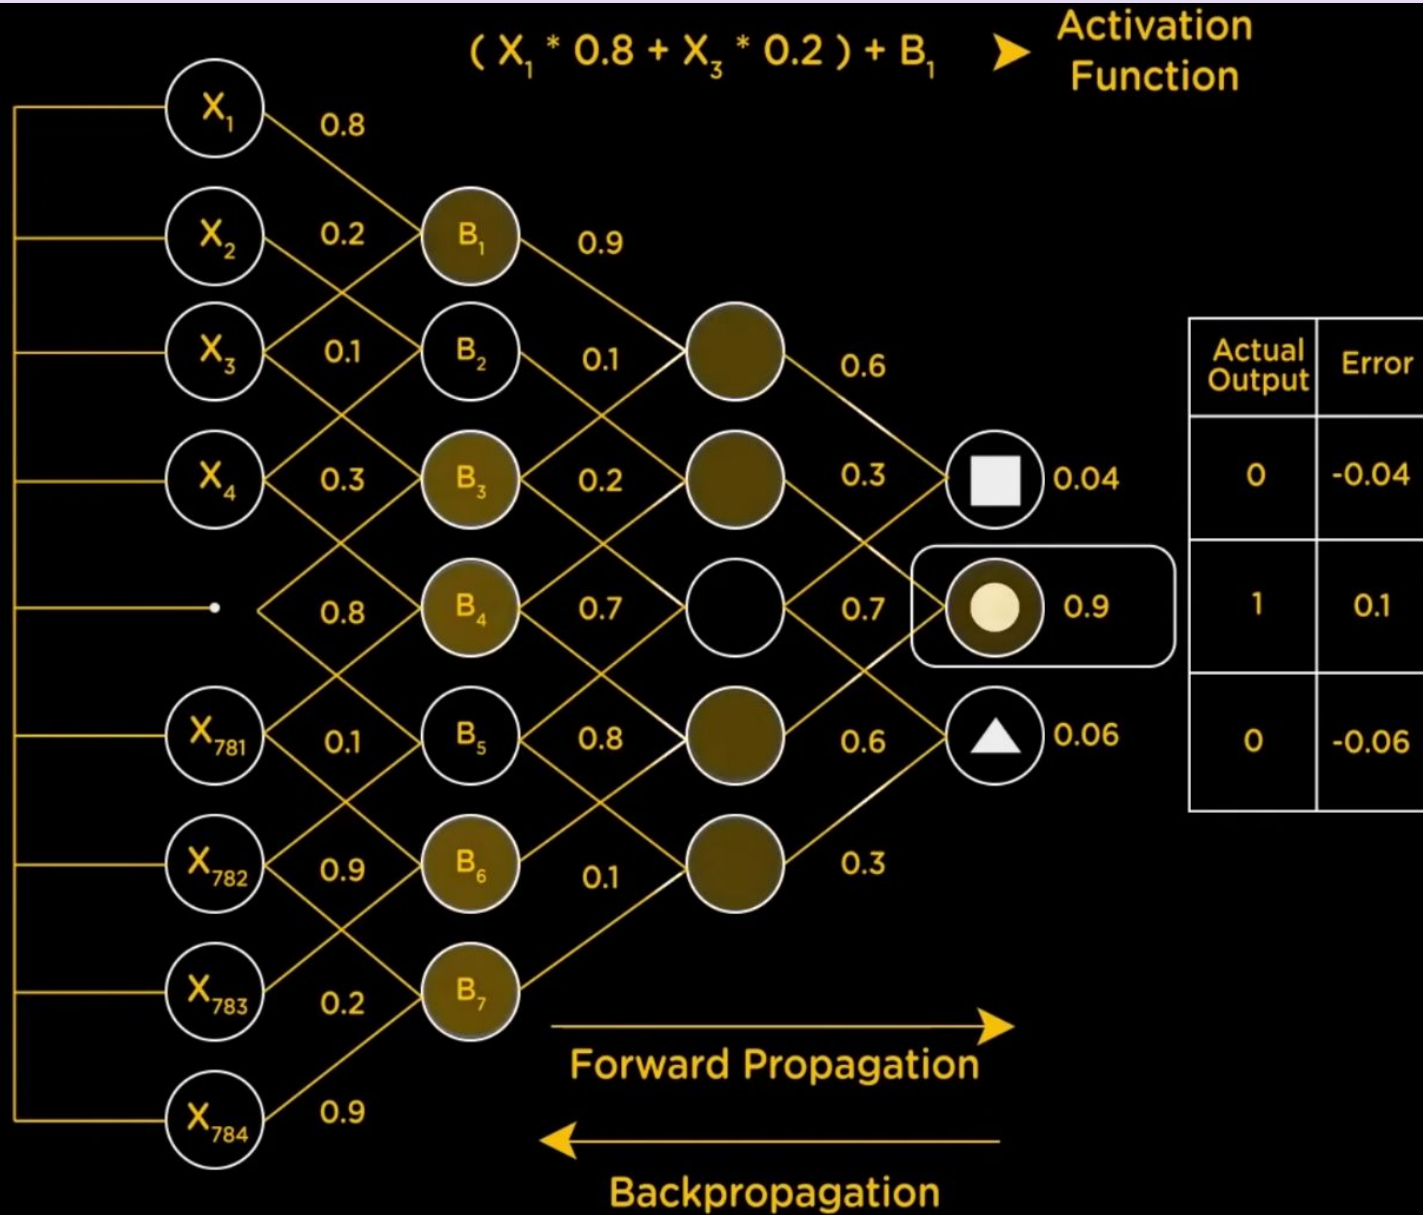 ( X₁ * 0.8 + X₃ * 0.2 ) + B₁
Activation
Function
X₁
0.8
X₂
0.2
B₁
0.9
X₃
0.1
B₂
0.1
0.6
Actual
Output
Error
X₄
0.3
B₃
0.2
0.3
0.04
0
-0.04
0.8
B₄
0.7
0.7
0.9
1
0.1
X₇₈₁
0.1
B₅
0.8
0.6
0.06
0
-0.06
X₇₈₂
0.9
B₆
0.1
0.3
X₇₈₃
0.2
B₇
Forward Propagation
X₇₈₄
0.9
Backpropagation